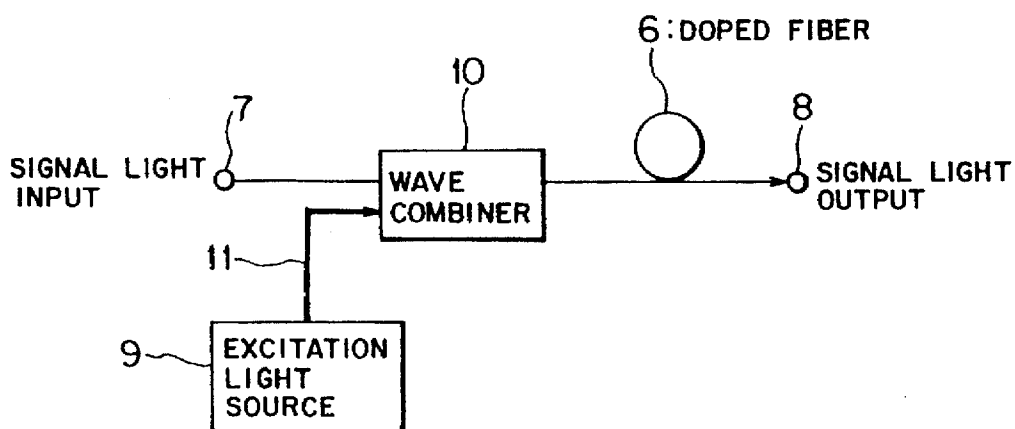 6:DOPED FIBER
10
7
8
SIGNAL LIGHT
INPUT
WAVE
COMBINER
SIGNAL LIGHT
OUTPUT
11
9
EXCITATION
LIGHT
SOURCE